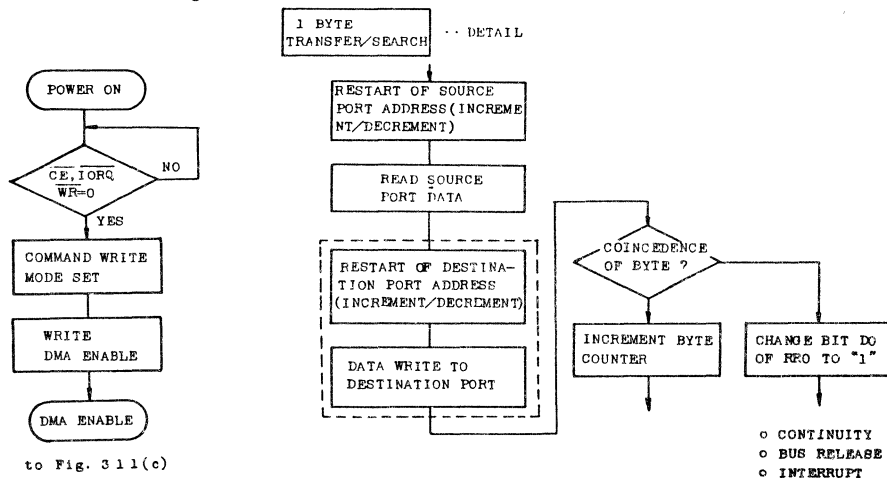 POWER ON
CE,IORQ
WR=0
NO
YES
COMMAND WRITE
MODE SET
WRITE
DMA ENABLE
DMA ENABLE
to Fig. 311(c)
1 BYTE
TRANSFER/SEARCH
·· DETAIL
RESTART OF SOURCE
PORT ADDRESS(INCREME
NT/DECREMENT)
READ SOURCE
PORT DATA
RESTART OF DESTINA-
TION PORT ADDRESS
(INCREMENT/DECREMENT)
DATA WRITE TO
DESTINATION PORT
COINCEDENCE
OF BYTE ?
INCREMENT BYTE
COUNTER
CHANGE BIT DO
OF RRO TO "1"
o CONTINUITY
o BUS RELEASE
o INTERRUPT